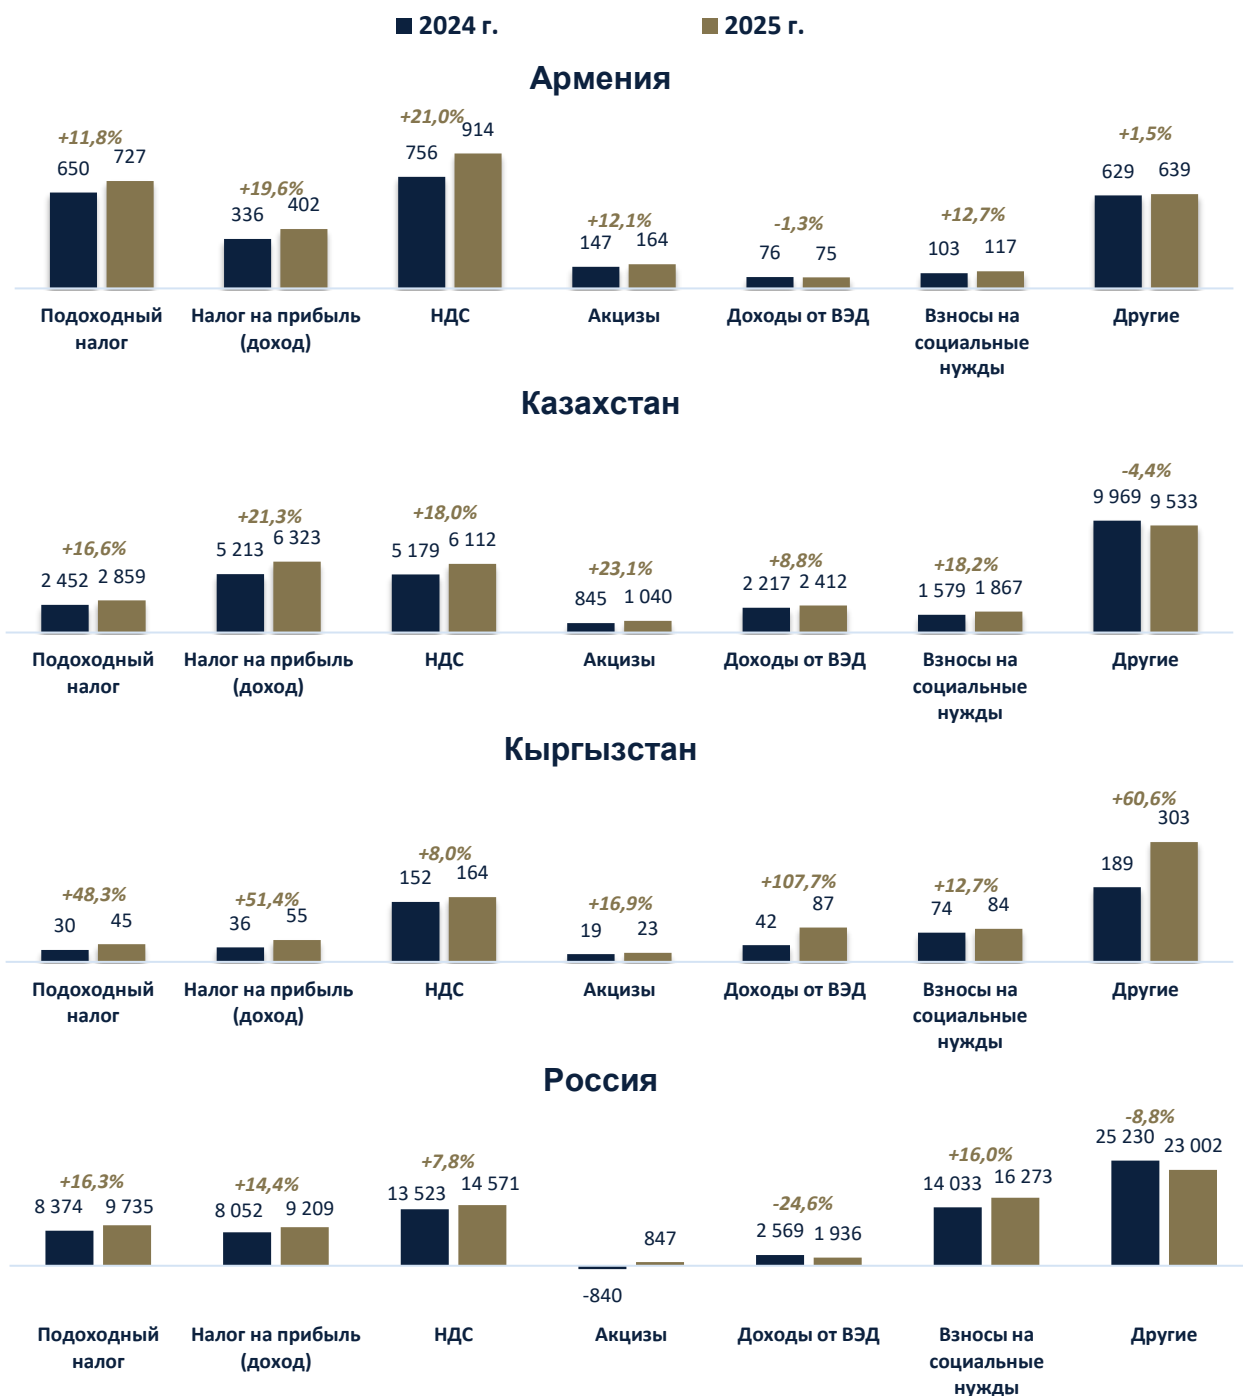 2024 г. 2025 г.
Армения
+11,8% +19,6% +21,0% +12,1% -1,3% +12,7% +1,5%
650 727 336 402 756 914 147 164 76 75 103 117 629 639
Подоходный Налог на прибыль НДС Акцизы Доходы от ВЭД Взносы на Другие
налог (доход) социальные
нужды
Казахстан
+16,6% +21,3% +18,0% +23,1% +8,8% +18,2% -4,4%
2 452 2 859 5 213 6 323 5 179 6 112 845 1 040 2 217 2 412 1 579 1 867 9 969 9 533
Подоходный Налог на прибыль НДС Акцизы Доходы от ВЭД Взносы на Другие
налог (доход) социальные
нужды
Кыргызстан
+48,3% +51,4% +8,0% +16,9% +107,7% +12,7% +60,6%
30 45 36 55 152 164 19 23 42 87 74 84 189 303
Подоходный Налог на прибыль НДС Акцизы Доходы от ВЭД Взносы на Другие
налог (доход) социальные
нужды
Россия
+16,3% +14,4% +7,8% -24,6% +16,0% -8,8%
8 374 9 735 8 052 9 209 13 523 14 571 -840 847 2 569 1 936 14 033 16 273 25 230 23 002
Подоходный Налог на прибыль НДС Акцизы Доходы от ВЭД Взносы на Другие
налог (доход) социальные
нужды